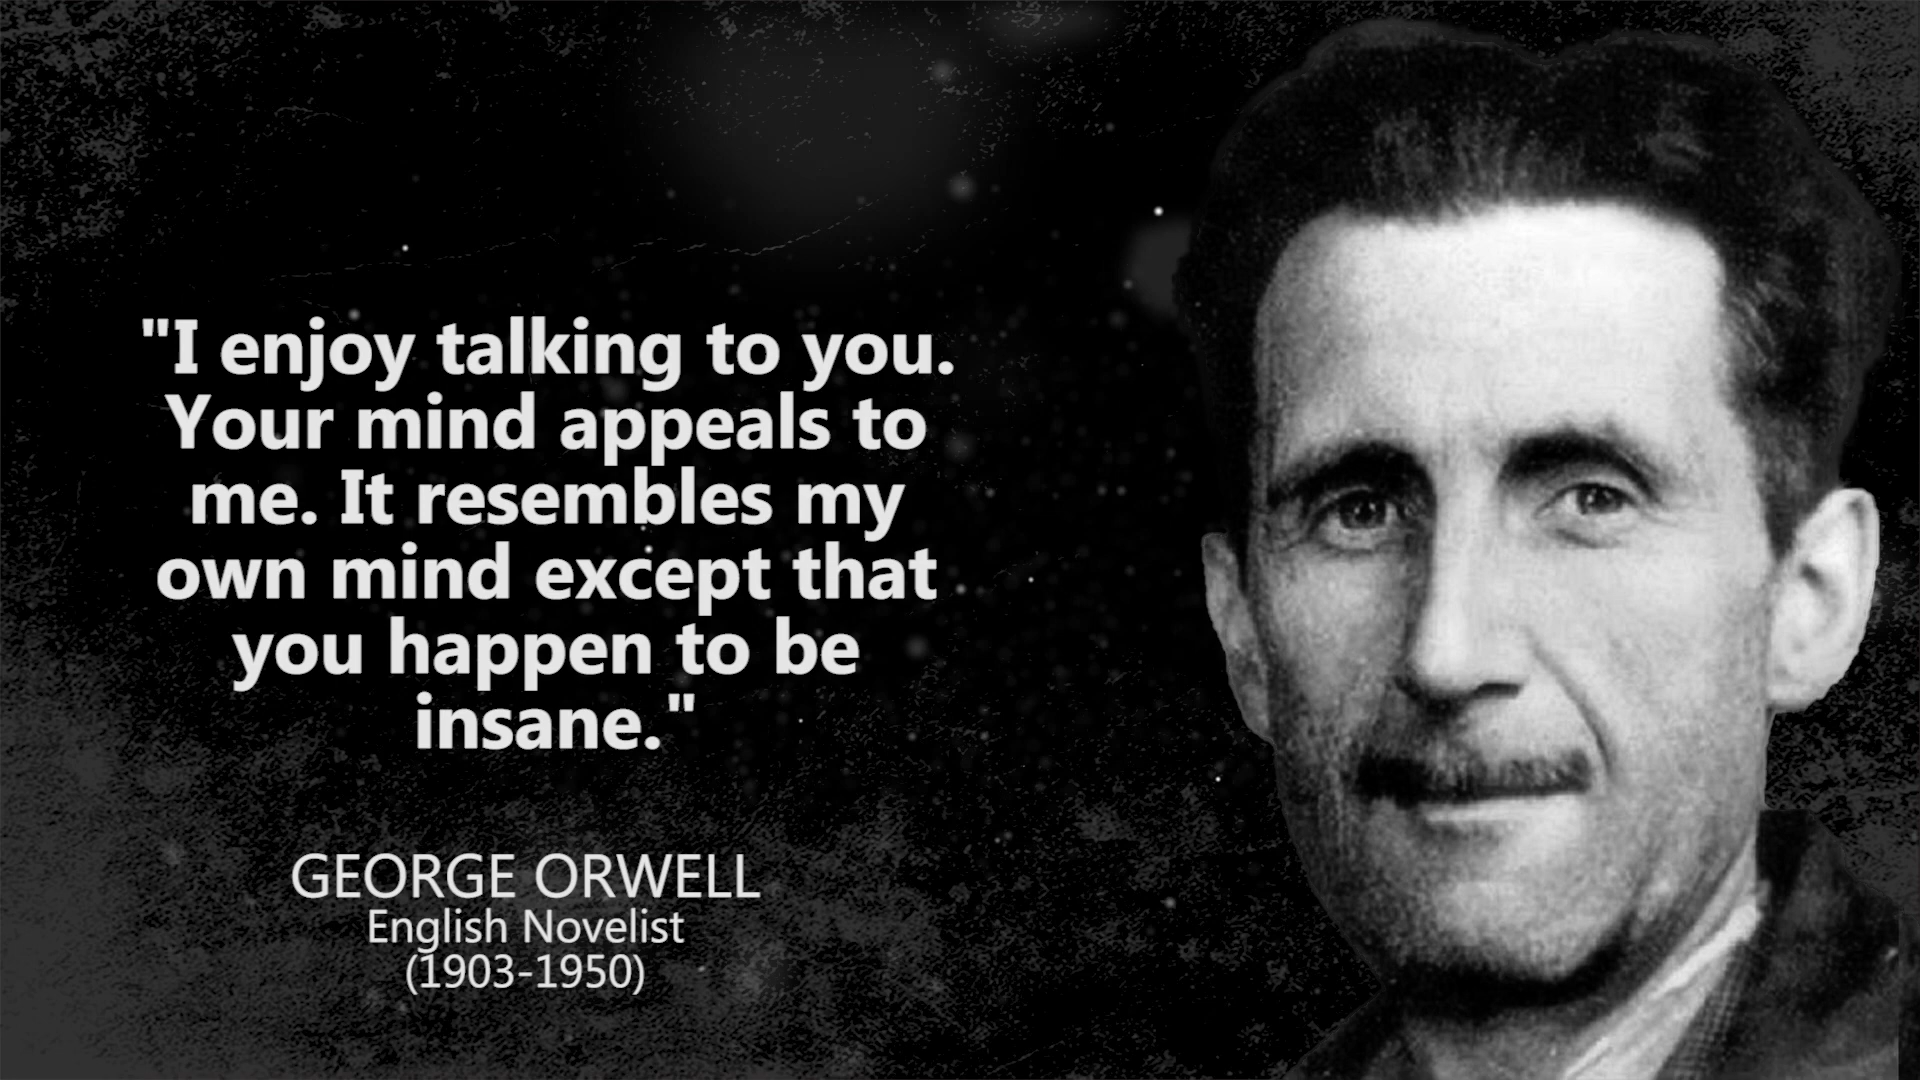 "I enjoy talking to you.
Your mind appeals to
me. It resembles my
own mind except that
you happen to be
insane."
GEORGE ORWELL
English Novelist
(1903-1950)